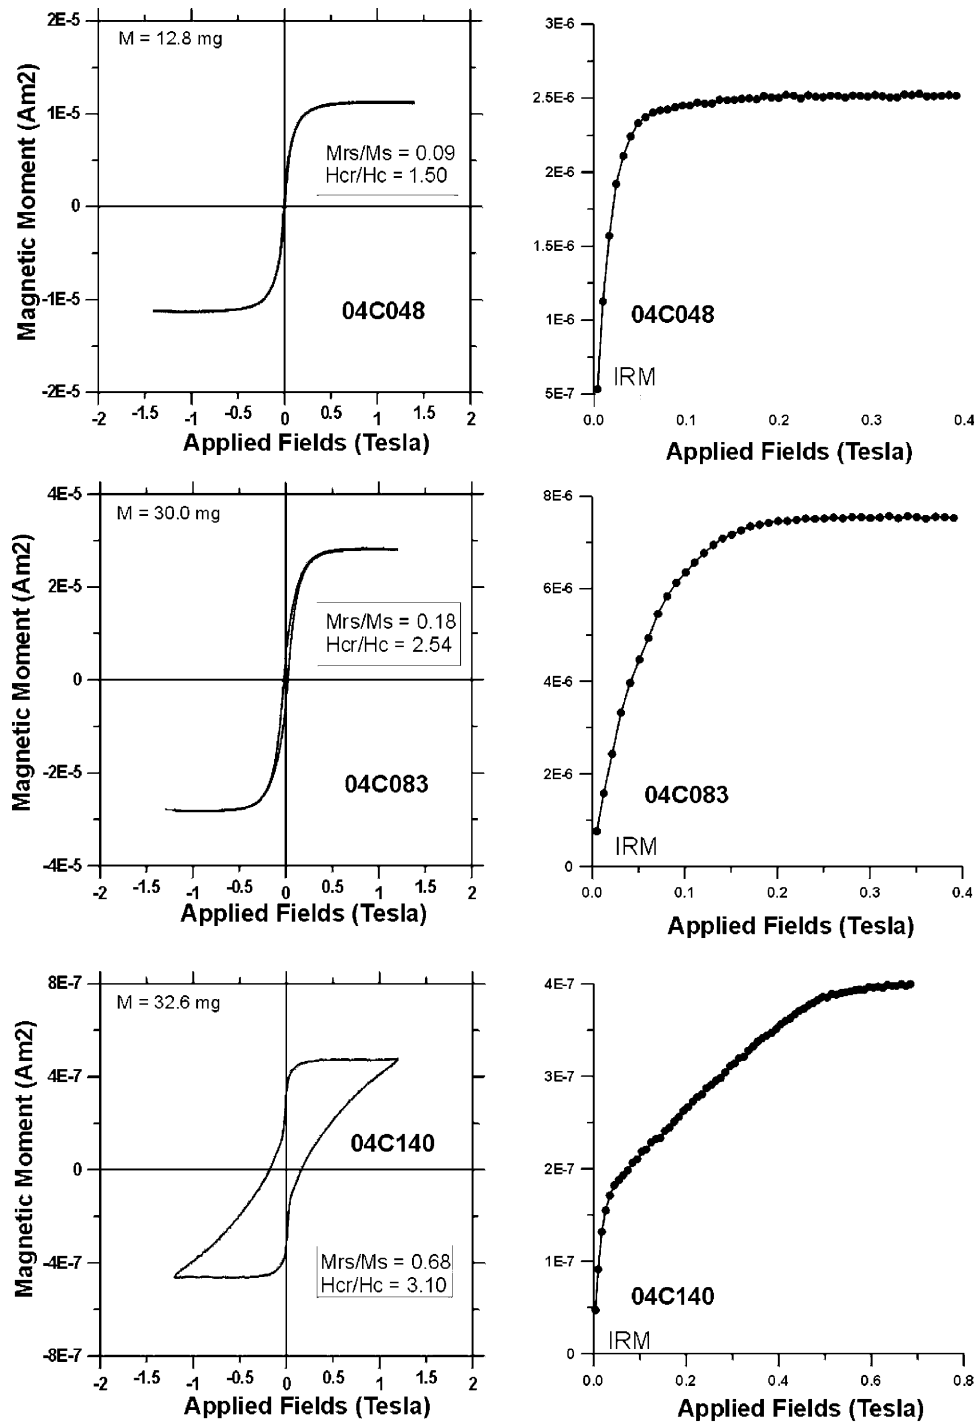 2E-5
M = 12.8 mg
1E-5
Mrs/Ms = 0.09
Hcr/Hc = 1.50
0
-1E-5
04C048
-2E-5
-2 -1.5 -1 -0.5 0 0.5 1 1.5 2
Applied Fields (Tesla)
Magnetic Moment (Am2)
3E-6
2.5E-6
2E-6
1.5E-6
1E-6
04C048
IRM
5E-7
0.0 0.1 0.2 0.3 0.4
Applied Fields (Tesla)
4E-5
M = 30.0 mg
2E-5
Mrs/Ms = 0.18
Hcr/Hc = 2.54
0
-2E-5
04C083
-4E-5
-2 -1.5 -1 -0.5 0 0.5 1 1.5 2
Applied Fields (Tesla)
Magnetic Moment (Am2)
8E-6
6E-6
4E-6
2E-6
04C083
IRM
0
0.0 0.1 0.2 0.3 0.4
Applied Fields (Tesla)
8E-7
M = 32.6 mg
4E-7
04C140
0
-4E-7
Mrs/Ms = 0.68
Hcr/Hc = 3.10
-8E-7
-2 -1.5 -1 -0.5 0 0.5 1 1.5 2
Applied Fields (Tesla)
Magnetic Moment (Am2)
4E-7
3E-7
2E-7
1E-7
04C140
IRM
0
0.0 0.2 0.4 0.6 0.8
Applied Fields (Tesla)